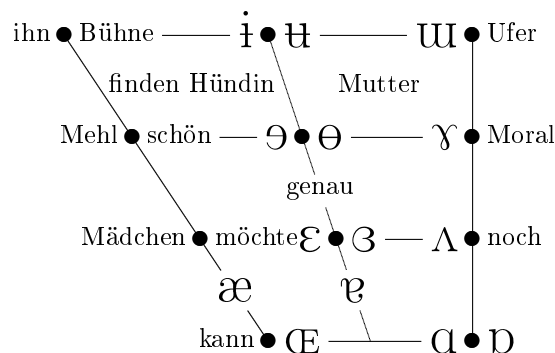 ihn Bühne ɨ ʉ ɯ Ufer
finden Hündin Mutter
Mehl schön ɘ ɵ ɤ Moral
genau
Mädchen möchte ɛ ɞ ʌ noch
æ ɐ
kann ɶ ɑ ɒ